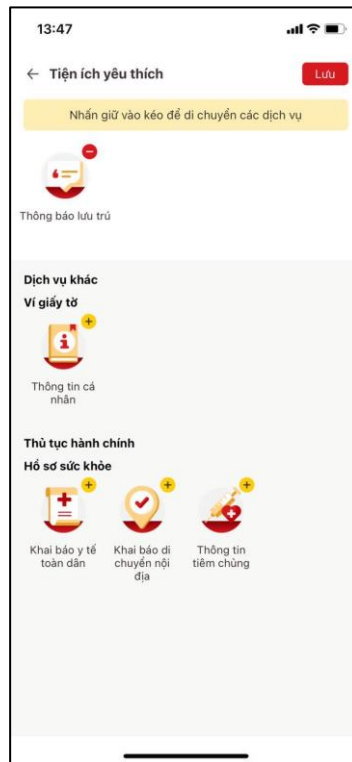 13:47
Tiện ích yêu thích
Lưu
Nhấn giữ vào kéo để di chuyển các dịch vụ
Thông báo lưu trú
Dịch vụ khác
Ví giấy tờ
Thông tin cá
nhân
Thủ tục hành chính
Hồ sơ sức khỏe
Khai báo y tế
toàn dân
Khai báo di
chuyển nội
địa
Thông tin
tiêm chủng